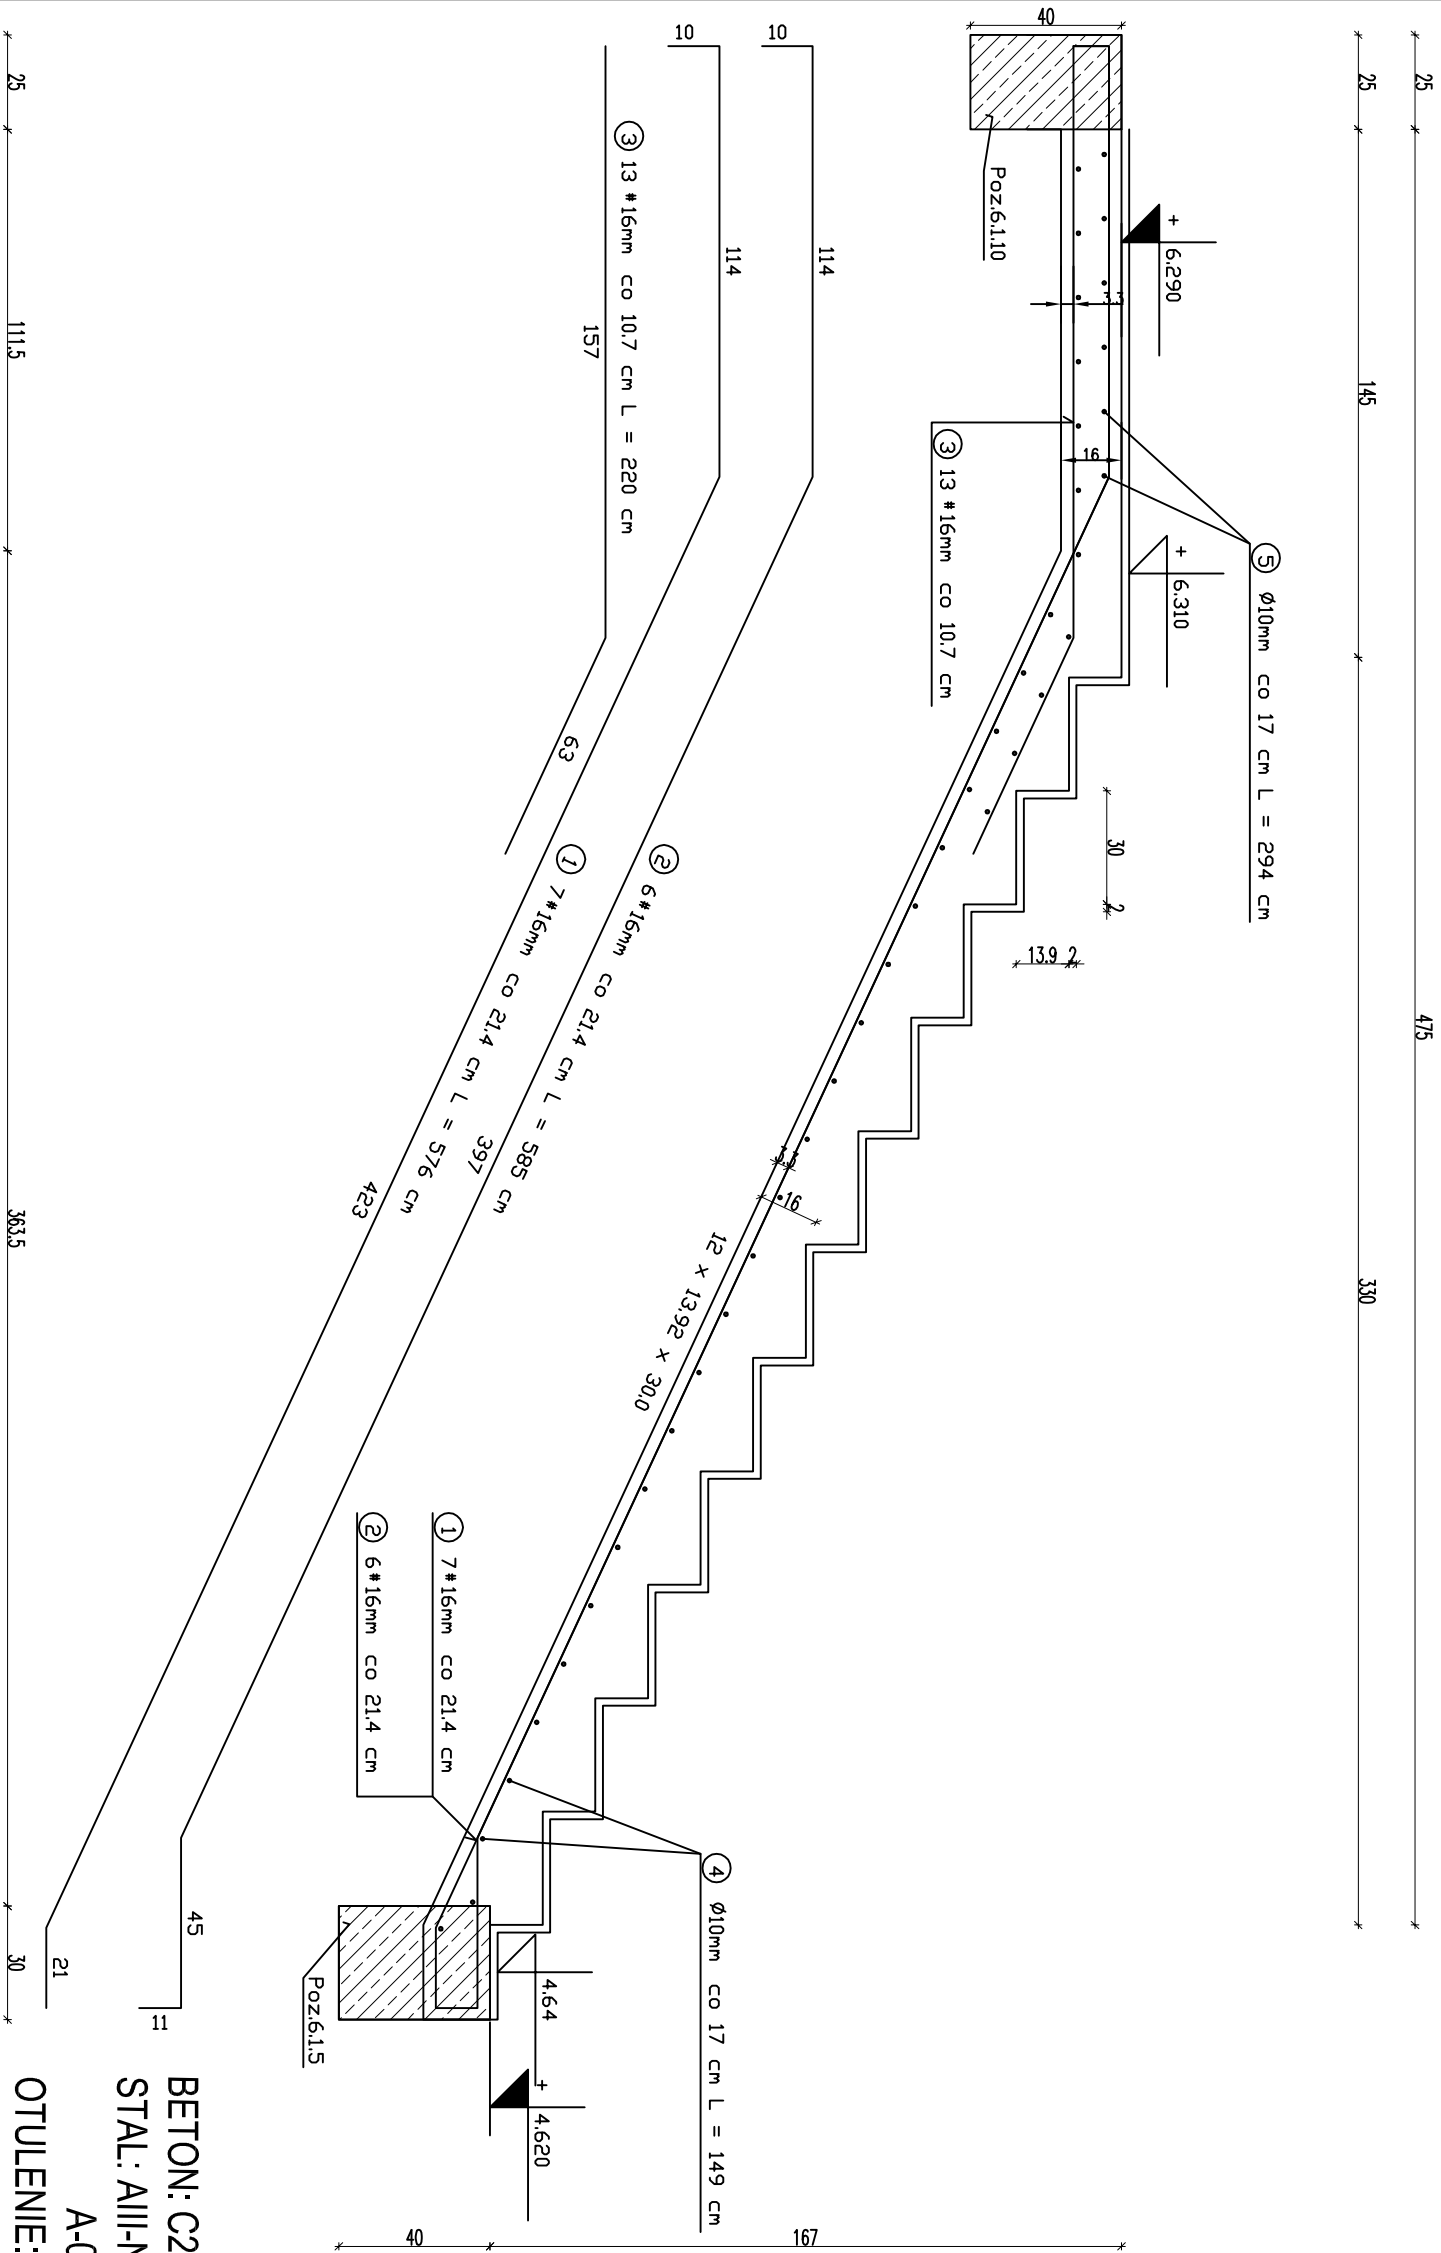 25
475
25
145
330
⑤ Ø10mm co 17 cm L = 294 cm
+ 6.290
+ 6.310
40
Poz.6.1.10
3.3
16
③ 13 #16mm co 10.7 cm
30
2
13.9
2
10
10
114
114
③ 13 #16mm co 10.7 cm L = 220 cm
157
63
② 6 #16mm co 21.4 cm L = 585 cm
397
① 7#16mm co 21.4 cm L = 576 cm
423
3.3
16
12 x 13.92 x 30.0
① 7#16mm co 21.4 cm
② 6 #16mm co 21.4 cm
④ Ø10mm co 17 cm L = 149 cm
4.64
+ 4.620
Poz.6.1.5
45
11
21
40
167
25
111.5
363.5
30
BETON: C2
STAL: AIII-N
A-0
OTULENIE: